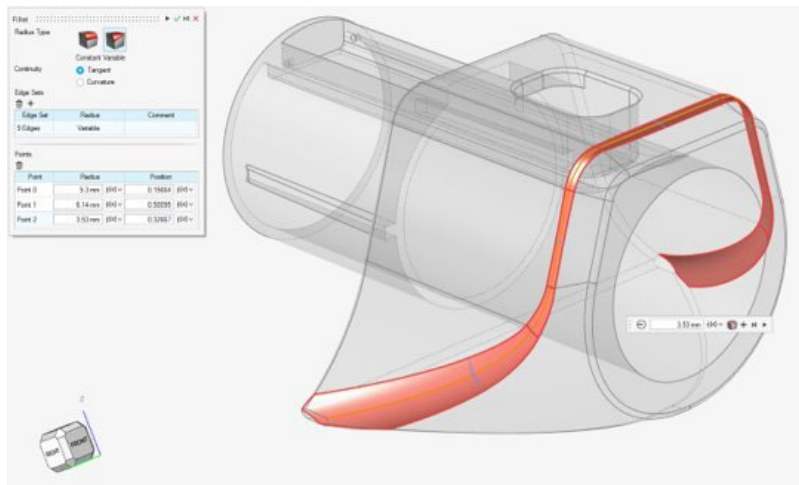 Fillet
Radius Type
Constant Variable
Continuity
Tangent
Curvature
Edge Sets
Edge Set Radius Comment
5 Edges Variable
Points
Point Radius Position
Point 0 5.3 mm f(x) 0.15664 f(x)
Point 1 6.14 mm f(x) 0.50095 f(x)
Point 2 3.53 mm f(x) 0.32667 f(x)
3.53 mm f(x)
Z
RIGHT FRONT